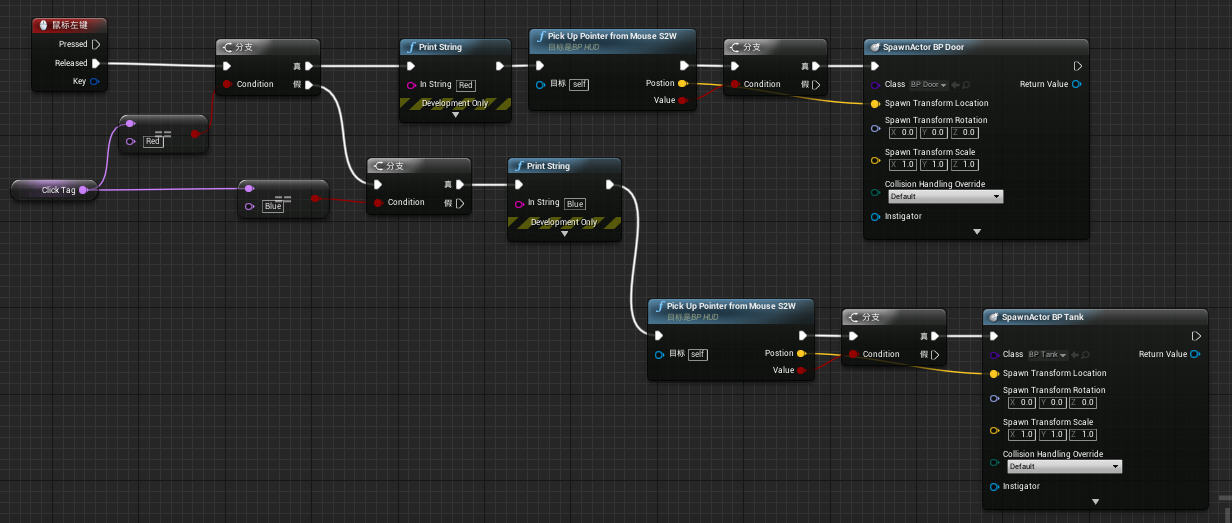 鼠标左键
Pressed
Released
Key
分支
Condition
真
假
Print String
In String Red
Development Only
Pick Up Pointer from Mouse S2W
目标是BP HUD
目标 self
Postion
Value
分支
Condition
真
假
SpawnActor BP Door
Class BP Door
Return Value
Spawn Transform Location
Spawn Transform Rotation
X 0.0 Y 0.0 Z 0.0
Spawn Transform Scale
X 1.0 Y 1.0 Z 1.0
Collision Handling Override
Default
Instigator
==
Red
Click Tag
==
Blue
分支
Condition
真
假
Print String
In String Blue
Development Only
Pick Up Pointer from Mouse S2W
目标是BP HUD
目标 self
Postion
Value
分支
Condition
真
假
SpawnActor BP Tank
Class BP Tank
Return Value
Spawn Transform Location
Spawn Transform Rotation
X 0.0 Y 0.0 Z 0.0
Spawn Transform Scale
X 1.0 Y 1.0 Z 1.0
Collision Handling Override
Default
Instigator